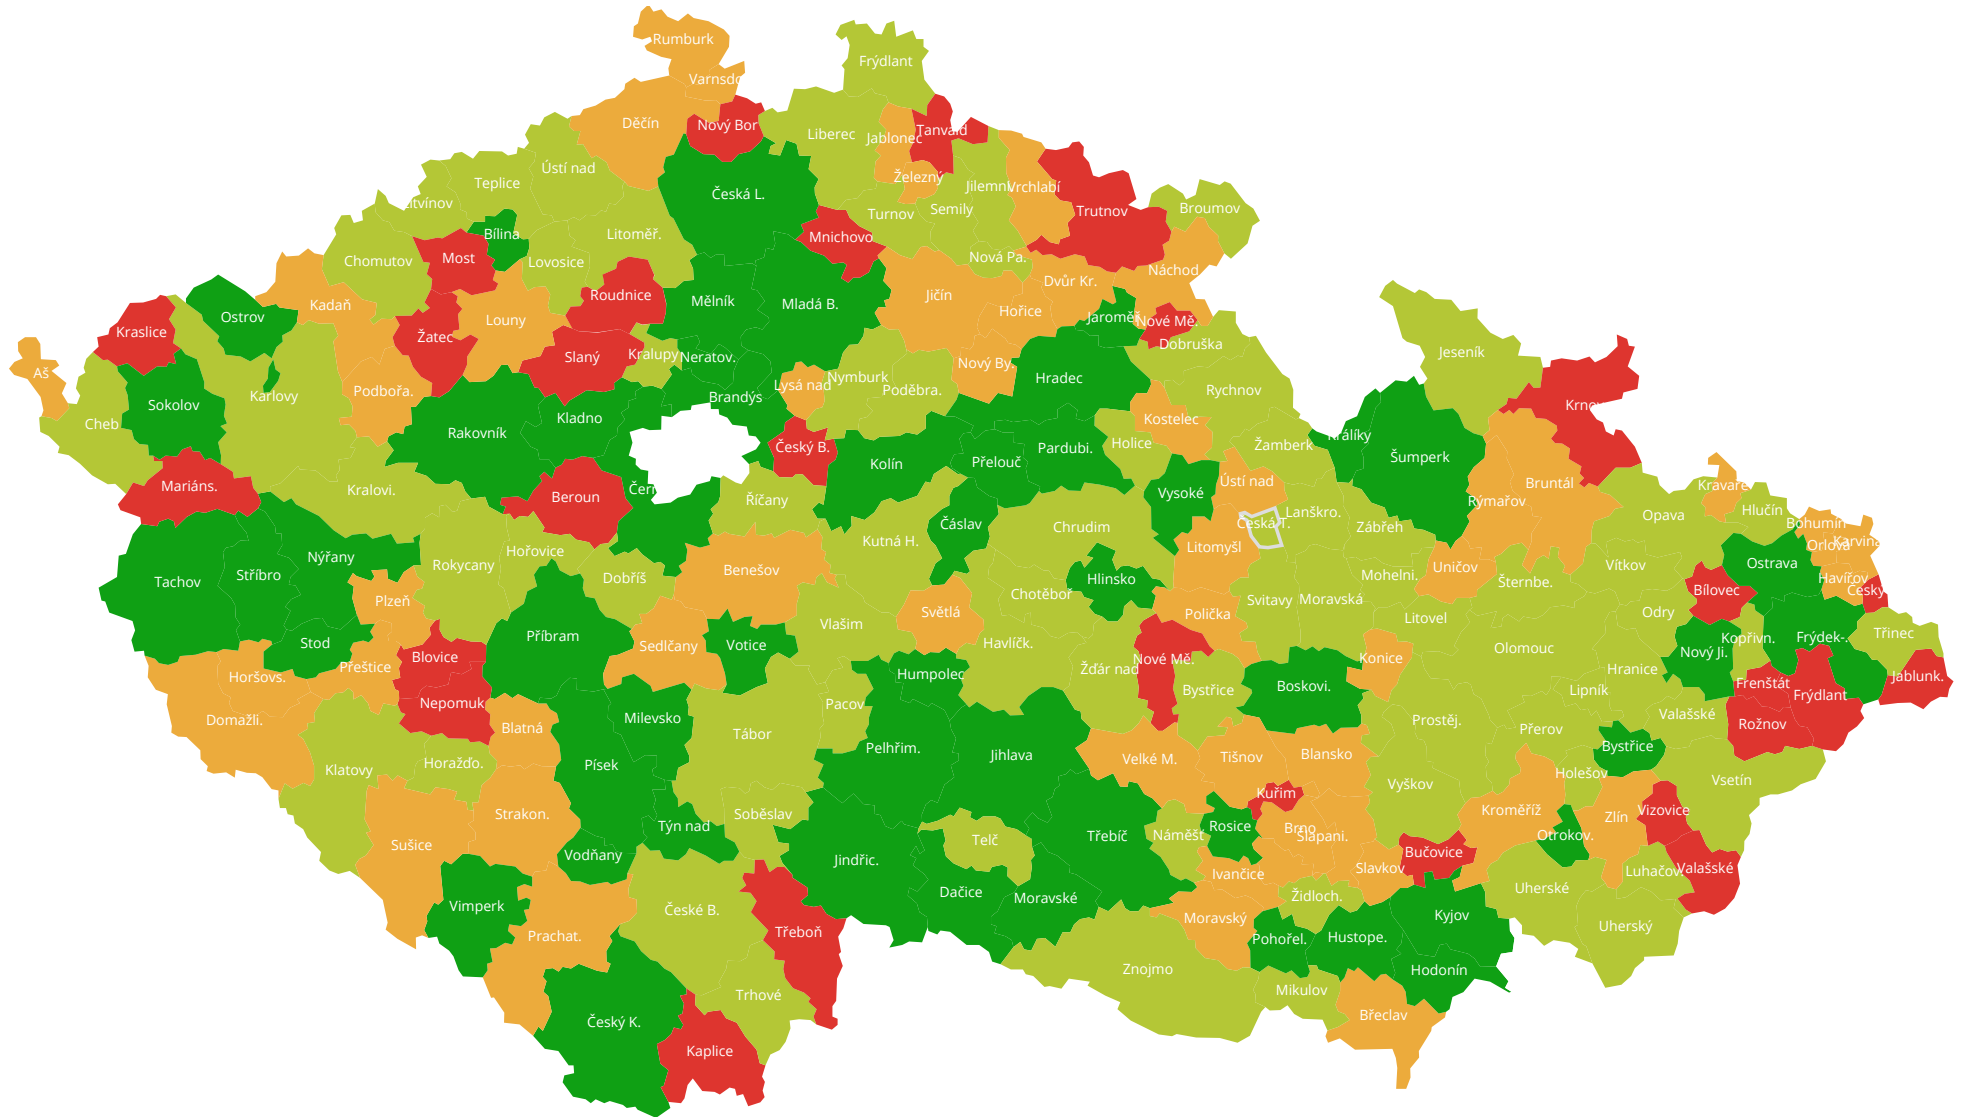 Rumburk
Frýdlant
Varnsdo
Děčín
Nový Bor
Liberec
Jablonec
Tanvald
Ústí nad
Teplice
Česká L.
Železný
Jilemni
Vrchlabí
Litvínov
Turnov
Semily
Trutnov
Broumov
Bílina
Litoměř.
Mnichovo
Chomutov
Most
Lovosice
Nová Pa.
Náchod
Kadaň
Roudnice
Mělník
Mladá B.
Jičín
Dvůr Kr.
Ostrov
Louny
Hořice
Jaroměř
Nové Mě.
Kraslice
Žatec
Slaný
Kralupy
Neratov.
Dobruška
Jeseník
Aš
Podbořa.
Nový By.
Hradec
Rychnov
Lysá nad
Nymburk
Poděbra.
Sokolov
Karlovy
Brandýs
Krnov
Cheb
Rakovník
Kladno
Kostelec
Český B.
Holice
Žamberk
Králíky
Pardubi.
Šumperk
Kolín
Přelouč
Mariáns.
Kralovi.
Beroun
Čern
Říčany
Vysoké
Ústí nad
Bruntál
Rýmařov
Kravaře
Čáslav
Chrudim
Česká T.
Lanškro.
Zábřeh
Opava
Hlučín
Bohumín
Kutná H.
Litomyšl
Orlová
Karviná
Nýřany
Hořovice
Rokycany
Stříbro
Tachov
Dobříš
Benešov
Hlinsko
Mohelni.
Uničov
Šternbe.
Vítkov
Ostrava
Havířov
Český
Plzeň
Chotěboř
Svitavy
Moravská
Bílovec
Světlá
Polička
Litovel
Odry
Vlašim
Příbram
Stod
Sedlčany
Votice
Havlíčk.
Olomouc
Kopřivn.
Frýdek-.
Třinec
Blovice
Přeštice
Horšovs.
Humpolec
Žďár nad
Nové Mě.
Konice
Nový Ji.
Hranice
Nepomuk
Bystřice
Boskovi.
Lipník
Frenštát
Frýdlant
Jablunk.
Domažli.
Blatná
Milevsko
Pacov
Tábor
Pelhřim.
Jihlava
Prostěj.
Přerov
Valašské
Rožnov
Bystřice
Klatovy
Horažďo.
Písek
Velké M.
Tišnov
Blansko
Vyškov
Holešov
Vsetín
Kuřim
Strakon.
Soběslav
Týn nad
Kroměříž
Zlín
Vizovice
Sušice
Vodňany
Jindřic.
Telč
Třebíč
Náměšť
Rosice
Brno
Šlapani.
Otrokov.
Bučovice
Slavkov
Ivančice
Luhačov.
Valašské
Vimperk
České B.
Dačice
Moravské
Židloch.
Uherské
Prachat.
Třeboň
Moravský
Pohořel.
Hustope.
Kyjov
Uherský
Hodonín
Znojmo
Trhové
Mikulov
Český K.
Břeclav
Kaplice